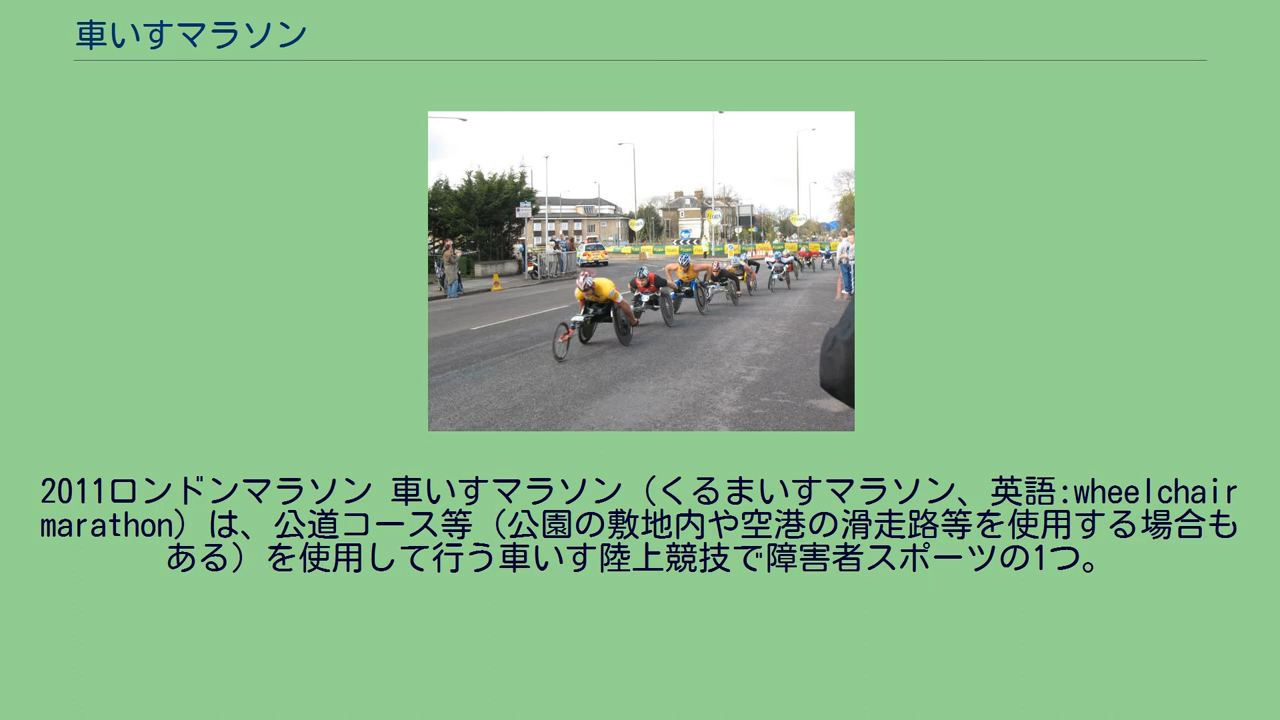 車いすマラソン
2011ロンドンマラソン 車いすマラソン（くるまいすマラソン、英語:wheelchair
marathon）は、公道コース等（公園の敷地内や空港の滑走路等を使用する場合も
ある）を使用して行う車いす陸上競技で障害者スポーツの1つ。